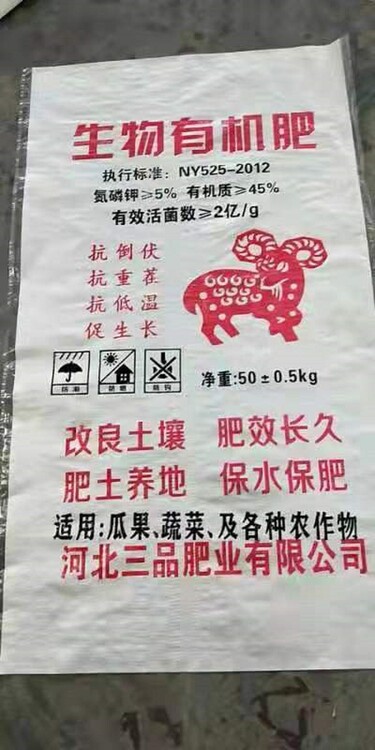 生物有机肥
执行标准：NY525-2012
氮磷钾≥5% 有机质≥45%
有效活菌数≥2亿/g
抗倒伏
抗重茬
抗低温
促生长
净重:50±0.5kg
改良土壤 肥效长久
肥土养地 保水保肥
适用:瓜果、蔬菜、及各种农作物
河北三品肥业有限公司